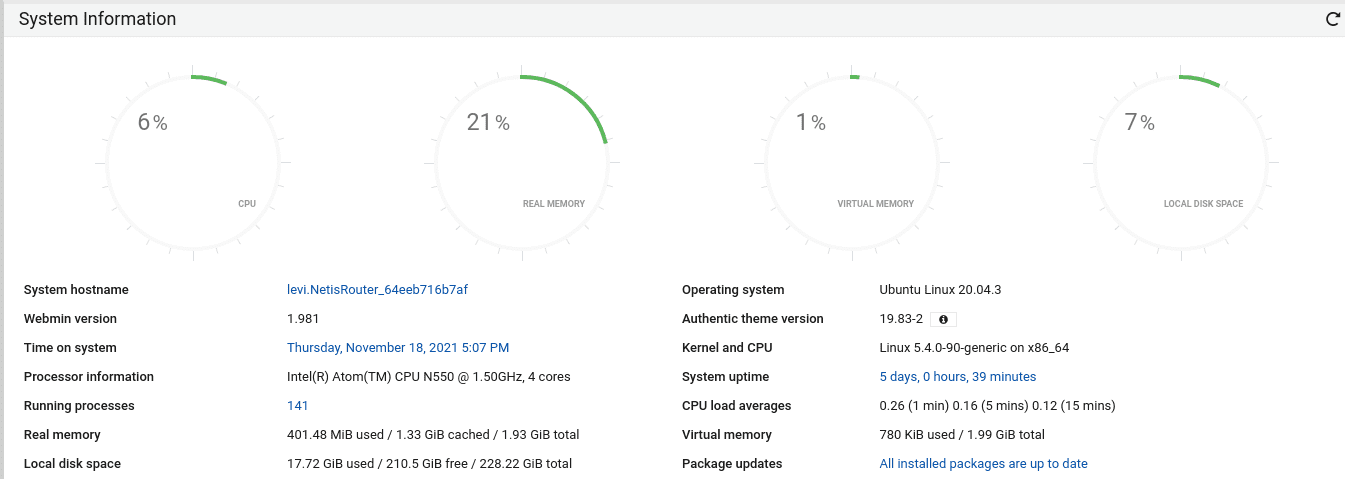 System Information
6%
CPU
21%
REAL MEMORY
1%
VIRTUAL MEMORY
7%
LOCAL DISK SPACE
System hostname levi.NetisRouter_64eeb716b7af
Operating system Ubuntu Linux 20.04.3
Webmin version 1.981
Authentic theme version 19.83-2
Time on system Thursday, November 18, 2021 5:07 PM
Kernel and CPU Linux 5.4.0-90-generic on x86_64
Processor information Intel(R) Atom(TM) CPU N550 @ 1.50GHz, 4 cores
System uptime 5 days, 0 hours, 39 minutes
Running processes 141
CPU load averages 0.26 (1 min) 0.16 (5 mins) 0.12 (15 mins)
Real memory 401.48 MiB used / 1.33 GiB cached / 1.93 GiB total
Virtual memory 780 KiB used / 1.99 GiB total
Local disk space 17.72 GiB used / 210.5 GiB free / 228.22 GiB total
Package updates All installed packages are up to date